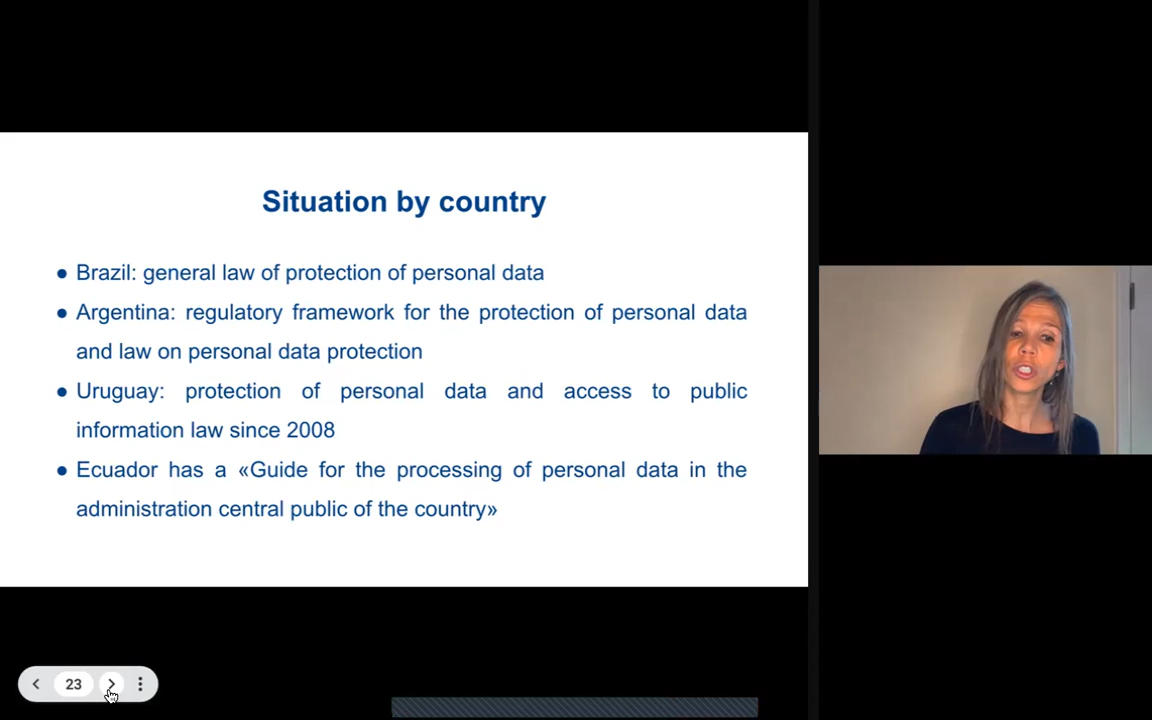 Situation by country
● Brazil: general law of protection of personal data
● Argentina: regulatory framework for the protection of personal data
and law on personal data protection
● Uruguay: protection of personal data and access to public
information law since 2008
● Ecuador has a «Guide for the processing of personal data in the
administration central public of the country»
23